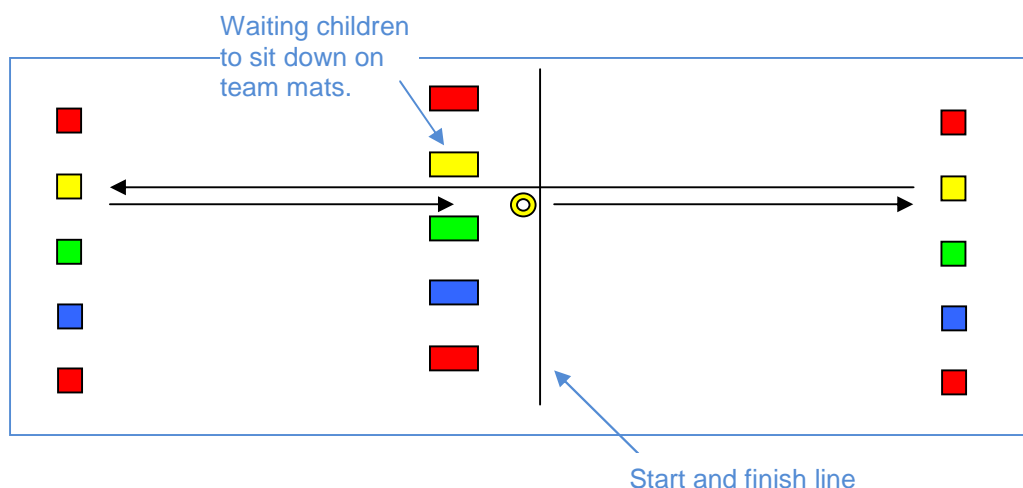 Waiting children
to sit down on
team mats.
Start and finish line